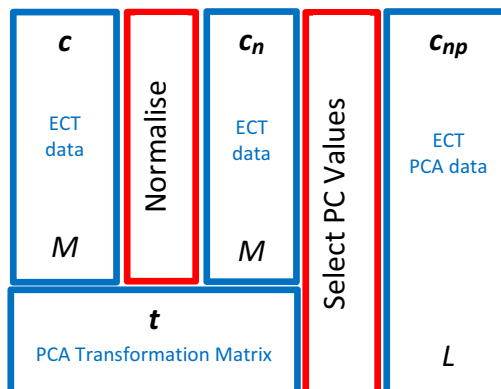 c
ECT
data
M
Normalise
cn
ECT
data
M
Select PC Values
cnp
ECT
PCA data
L
t
PCA Transformation Matrix